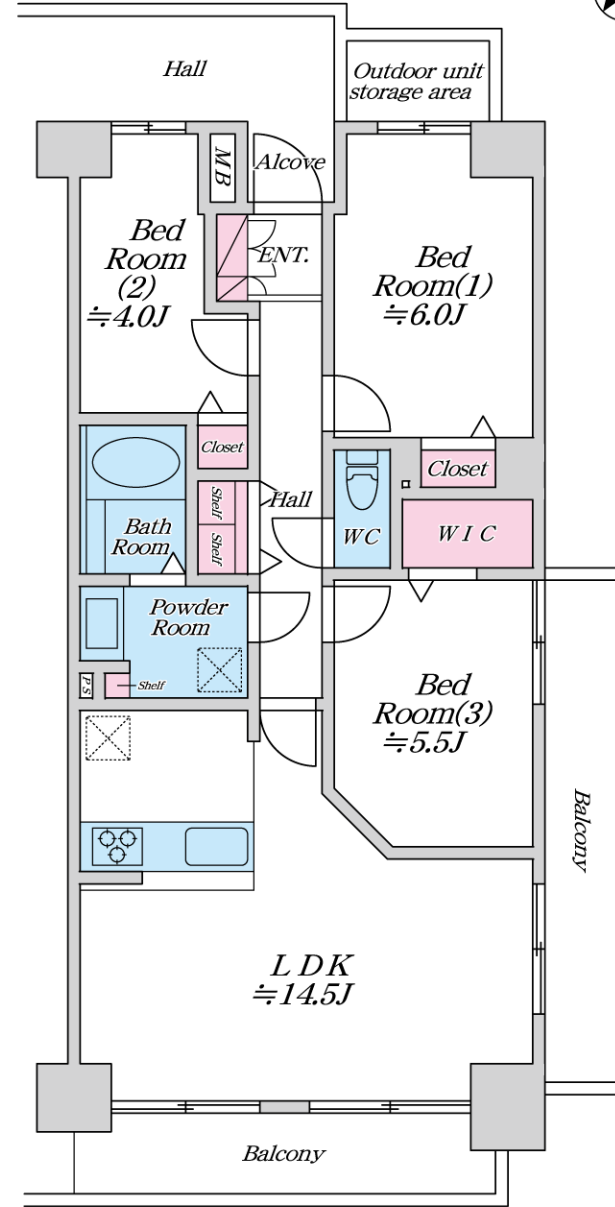 Hall
Outdoor unit
storage area
MB
Alcove
Bed
Room
(2)
≒4.0J
ENT.
Bed
Room(1)
≒6.0J
Closet
Closet
Shelf
Shelf
Hall
WC
WIC
Bath
Room
Powder
Room
PS
Shelf
Bed
Room(3)
≒5.5J
Balcony
LDK
≒14.5J
Balcony